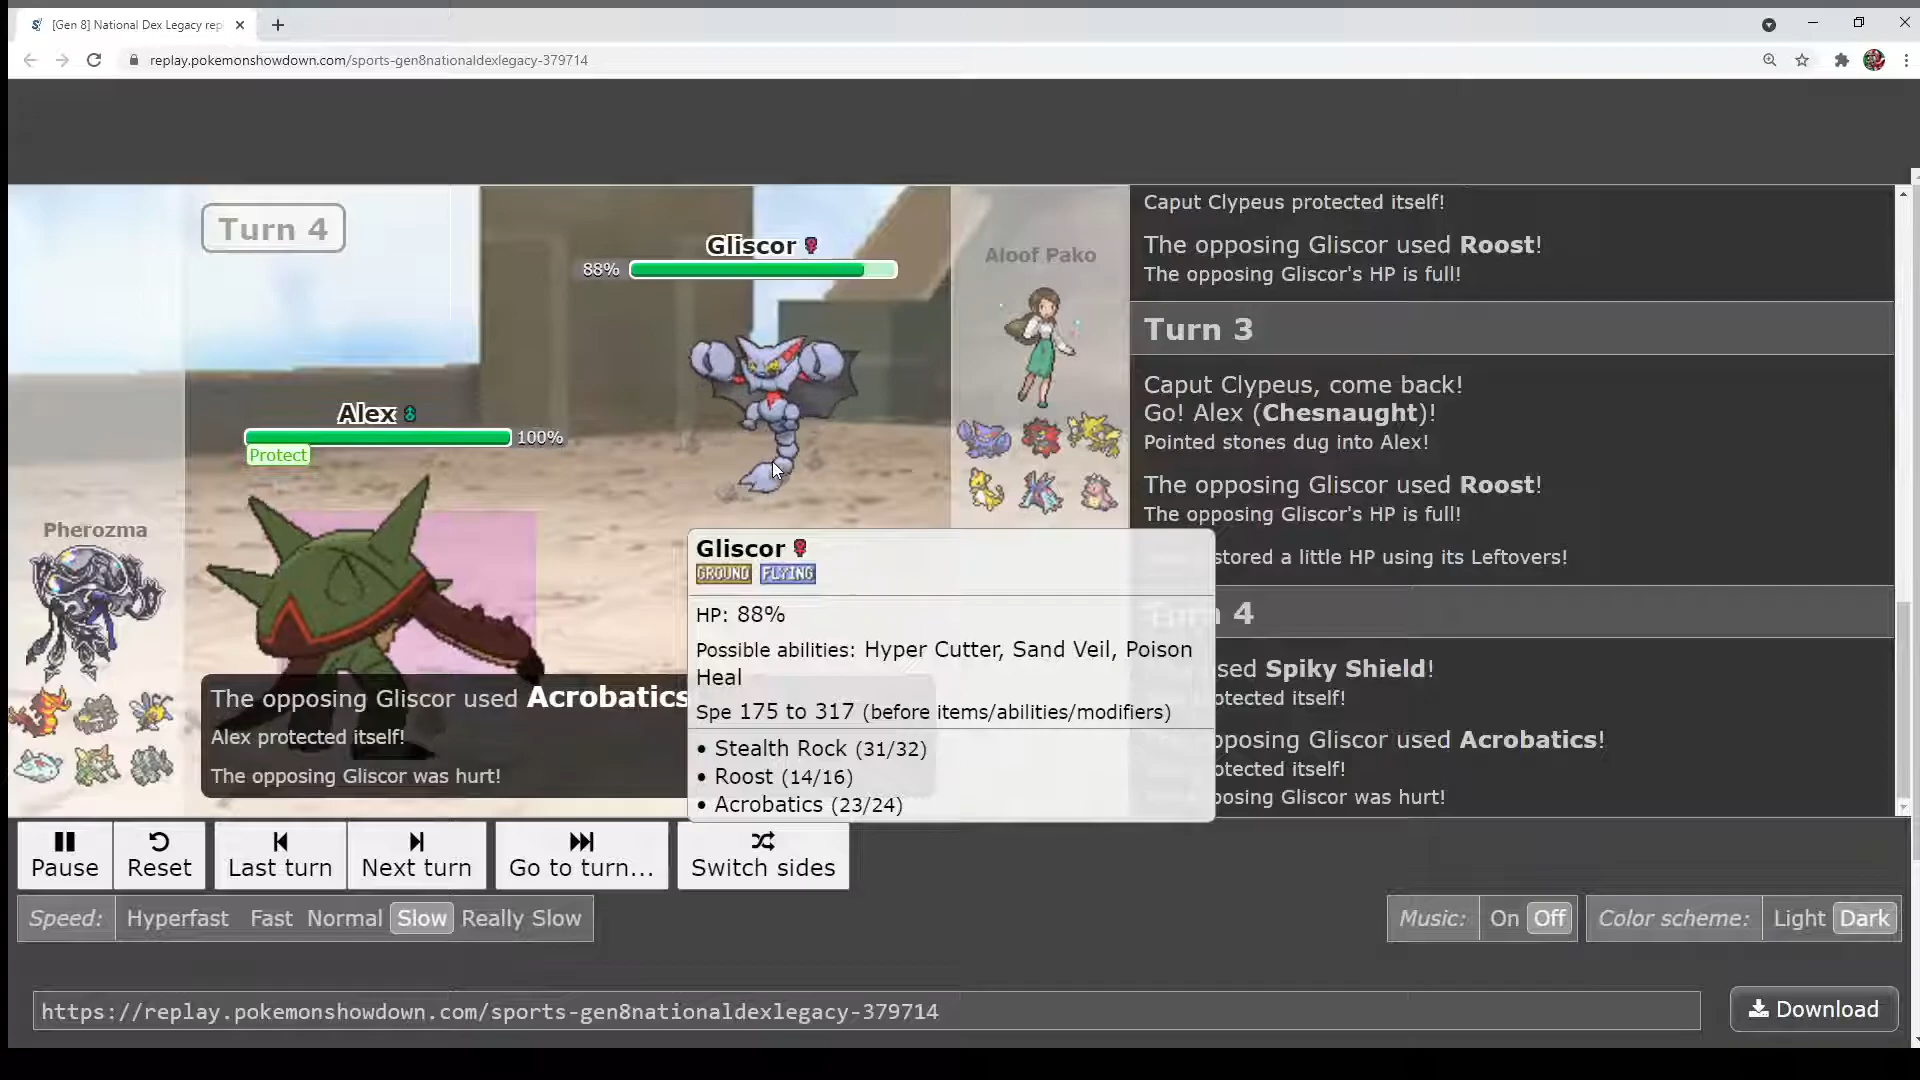 [Gen 8] National Dex Legacy rep
replay.pokemonshowdown.com/sports-gen8nationaldexlegacy-379714
Turn 4
Gliscor
88%
Aloof Pako
Alex
100%
Protect
Pherozma
The opposing Gliscor used Acrobatics
Alex protected itself!
The opposing Gliscor was hurt!
Gliscor
GROUND FLYING
HP: 88%
Possible abilities: Hyper Cutter, Sand Veil, Poison
Heal
Spe 175 to 317 (before items/abilities/modifiers)
• Stealth Rock (31/32)
• Roost (14/16)
• Acrobatics (23/24)
Caput Clypeus protected itself!
The opposing Gliscor used Roost!
The opposing Gliscor's HP is full!
Turn 3
Caput Clypeus, come back!
Go! Alex (Chesnaught)!
Pointed stones dug into Alex!
The opposing Gliscor used Roost!
The opposing Gliscor's HP is full!
stored a little HP using its Leftovers!
Turn 4
sed Spiky Shield!
otected itself!
pposing Gliscor used Acrobatics!
otected itself!
posing Gliscor was hurt!
Pause
Reset
Last turn
Next turn
Go to turn...
Switch sides
Speed: Hyperfast Fast Normal Slow Really Slow
Music: On Off
Color scheme: Light Dark
https://replay.pokemonshowdown.com/sports-gen8nationaldexlegacy-379714
Download